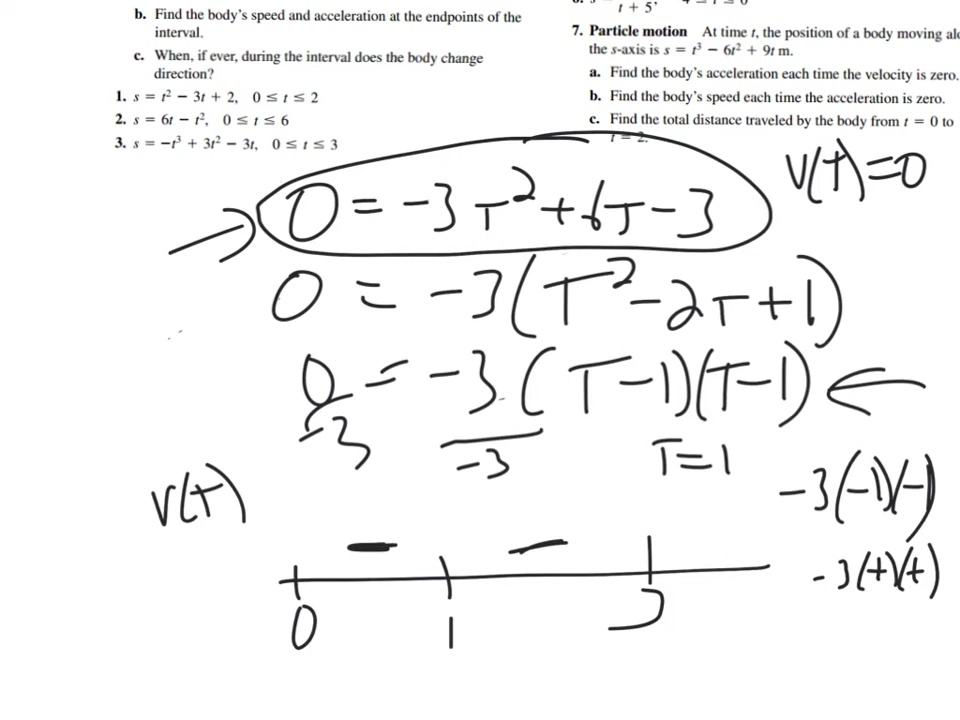 b. Find the body's speed and acceleration at the endpoints of the
interval.
c. When, if ever, during the interval does the body change
direction?
1. s = t² − 3t + 2, 0 ≤ t ≤ 2
2. s = 6t − t², 0 ≤ t ≤ 6
3. s = −t³ + 3t² − 3t, 0 ≤ t ≤ 3
t + 5'
7. Particle motion At time t, the position of a body moving alo
the s-axis is s = t³ − 6t² + 9t m.
a. Find the body's acceleration each time the velocity is zero.
b. Find the body's speed each time the acceleration is zero.
c. Find the total distance traveled by the body from t = 0 to
t = 2.
V(T)=0
0 = -3T²+6T-3
0 = -3(T²-2T+1)
0 = -3(T-1)(T-1)
-3 -3
T=1
V(T)
-3(-)(-)
-3(+)(+)
- -
0 1 3